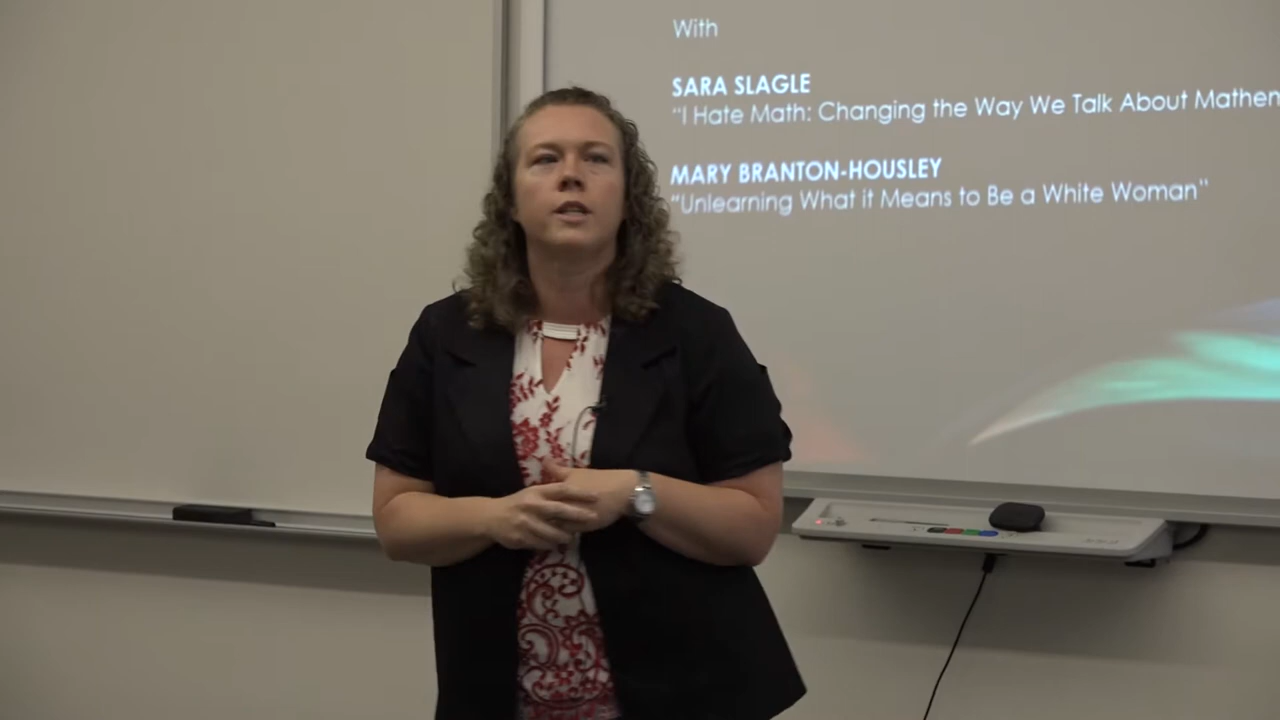 With
SARA SLAGLE
“I Hate Math: Changing the Way We Talk About Mathem
MARY BRANTON-HOUSLEY
“Unlearning What it Means to Be a White Woman”